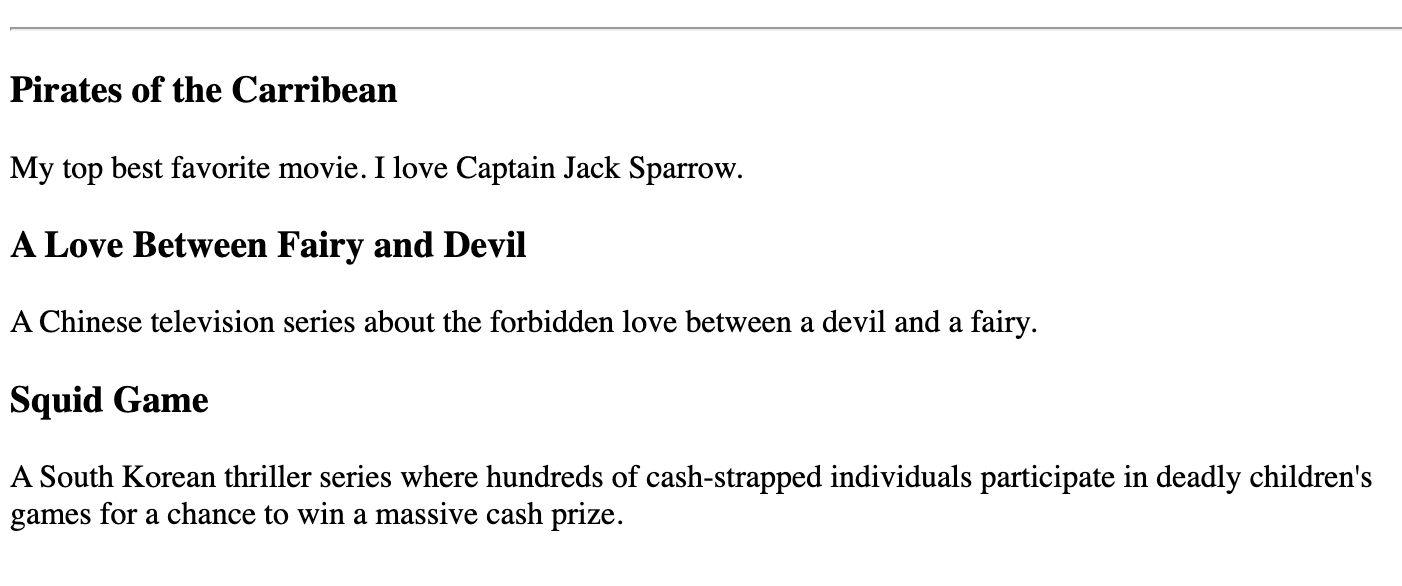 Pirates of the Carribean
My top best favorite movie. I love Captain Jack Sparrow.
A Love Between Fairy and Devil
A Chinese television series about the forbidden love between a devil and a fairy.
Squid Game
A South Korean thriller series where hundreds of cash-strapped individuals participate in deadly children's
games for a chance to win a massive cash prize.